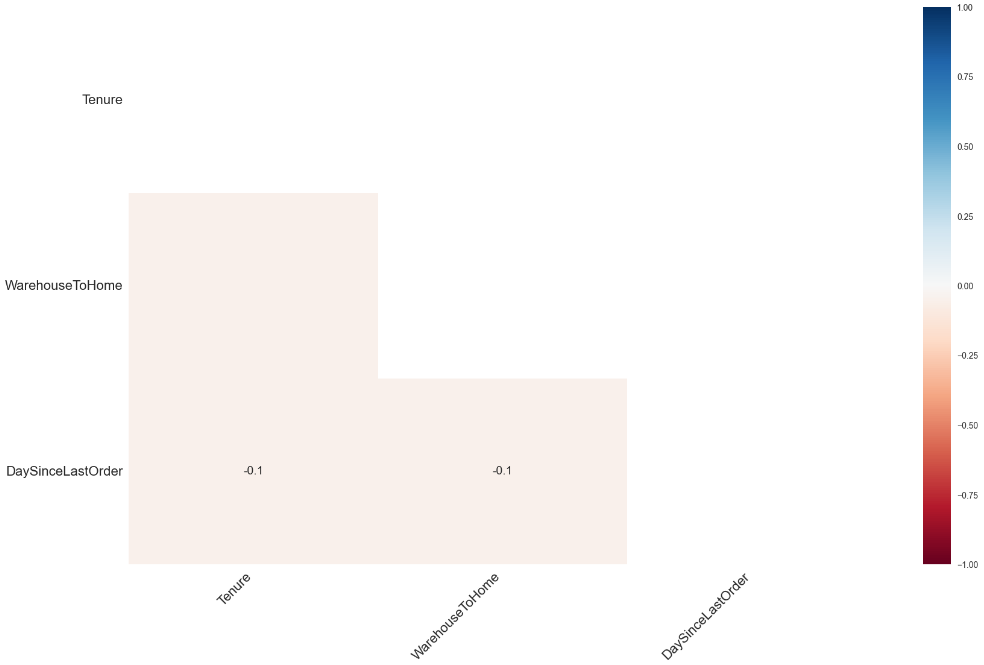 1.00
Tenure
0.75
0.50
0.25
WarehouseToHome
0.00
−0.25
−0.50
DaySinceLastOrder
-0.1
-0.1
−0.75
−1.00
Tenure
WarehouseToHome
DaySinceLastOrder